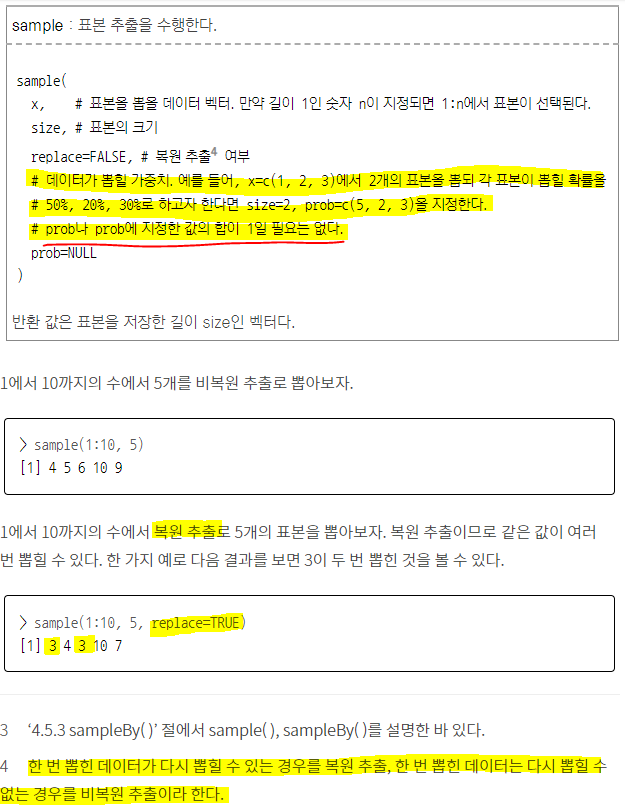 sample : 표본 추출을 수행한다.
sample(
x, # 표본을 뽑을 데이터 벡터. 만약 길이 1인 숫자 n이 지정되면 1:n에서 표본이 선택된다.
size, # 표본의 크기
replace=FALSE, # 복원 추출4 여부
# 데이터가 뽑힐 가중치. 예를 들어, x=c(1, 2, 3)에서 2개의 표본을 뽑되 각 표본이 뽑힐 확률을
# 50%, 20%, 30%로 하고자 한다면 size=2, prob=c(5, 2, 3)을 지정한다.
# prob나 prob에 지정한 값의 합이 1일 필요는 없다.
prob=NULL
)
반환 값은 표본을 저장한 길이 size인 벡터다.
1에서 10까지의 수에서 5개를 비복원 추출로 뽑아보자.
> sample(1:10, 5)
[1] 4 5 6 10 9
1에서 10까지의 수에서 복원 추출로 5개의 표본을 뽑아보자. 복원 추출이므로 같은 값이 여러
번 뽑힐 수 있다. 한 가지 예로 다음 결과를 보면 3이 두 번 뽑힌 것을 볼 수 있다.
> sample(1:10, 5, replace=TRUE)
[1] 3 4 3 10 7
3 ‘4.5.3 sampleBy( )’ 절에서 sample( ), sampleBy( )를 설명한 바 있다.
4 한 번 뽑힌 데이터가 다시 뽑힐 수 있는 경우를 복원 추출, 한 번 뽑힌 데이터는 다시 뽑힐 수
없는 경우를 비복원 추출이라 한다.